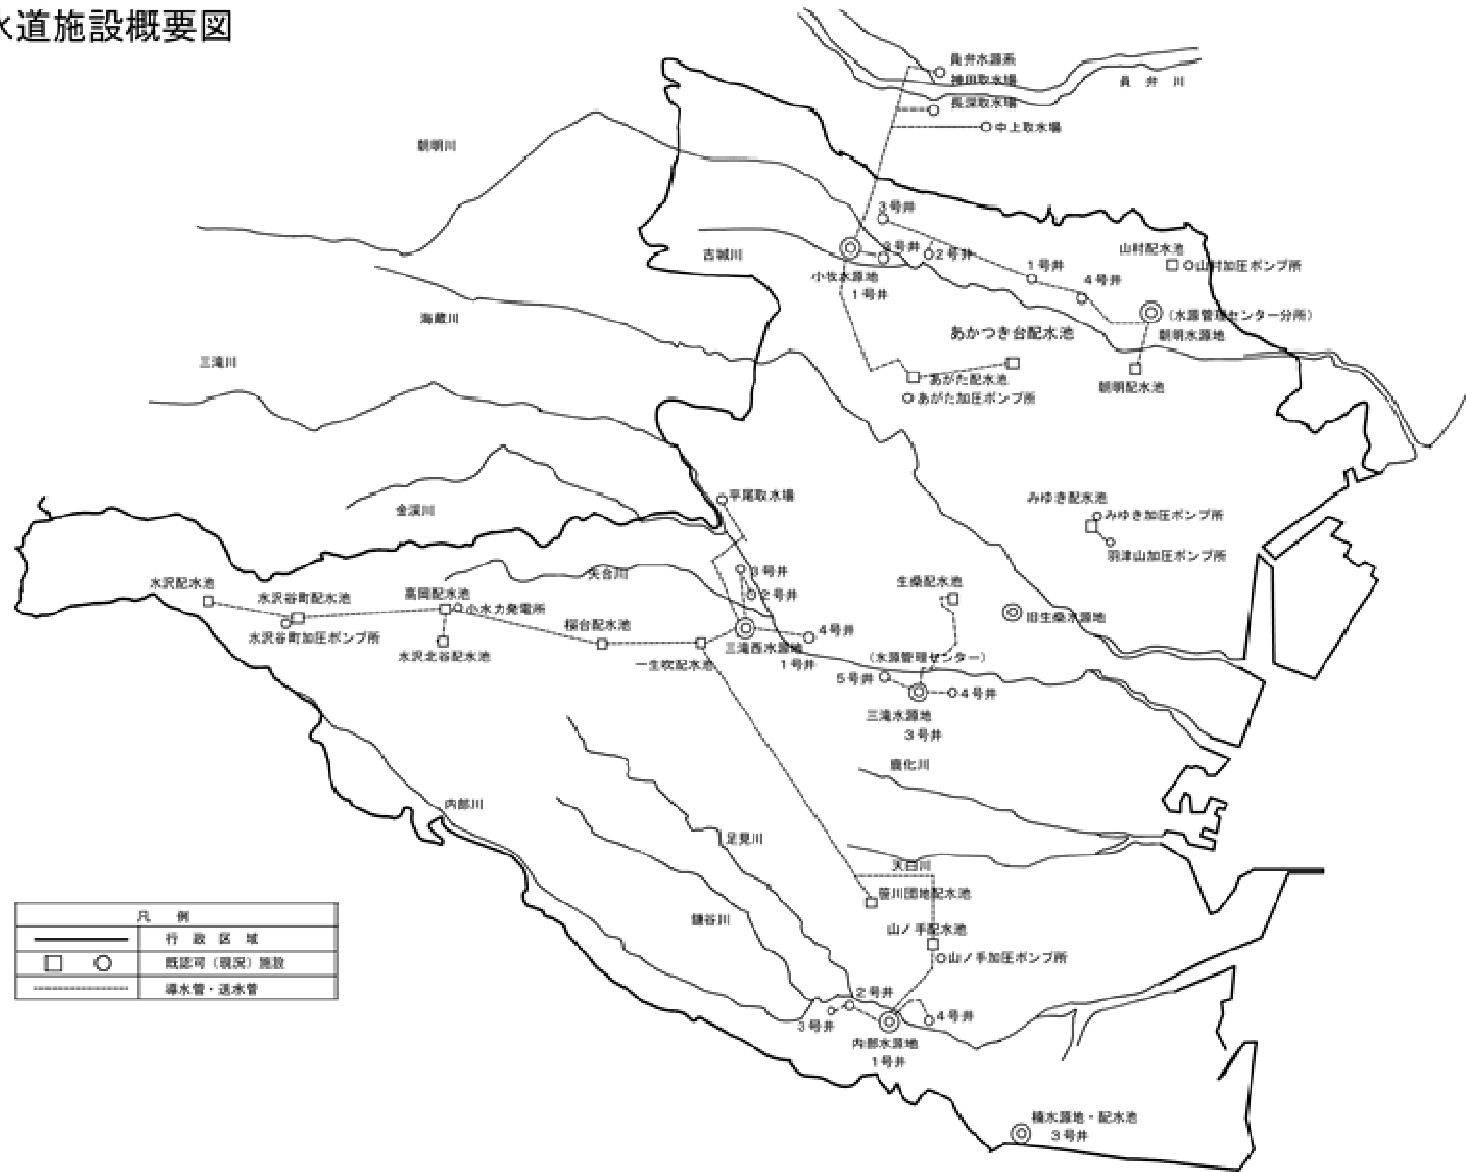 水道施設概要図
員弁水源系
神田取水場
長深取水場
中上取水場
員弁川
朝明川
3号井
3号井
2号井
小牧水源地
1号井
吉城川
1号井
4号井
山村配水池
山村加圧ポンプ所
(水源管理センター分所)
朝明水源地
朝明配水池
海蔵川
三滝川
あかつき台配水池
あがた配水池
あがた加圧ポンプ所
金渓川
平尾取水場
みゆき配水池
みゆき加圧ポンプ所
羽津山加圧ポンプ所
矢合川
3号井
2号井
生桑配水池
旧生桑水源地
水沢配水池
水沢谷町配水池
水沢谷町加圧ポンプ所
高岡配水池
小水力発電所
水沢北谷配水池
桜台配水池
一生吹配水池
三滝西水源地
1号井
4号井
(水源管理センター)
5号井
4号井
三滝水源地
3号井
鹿化川
内部川
足見川
天白川
笹川団地配水池
鎌谷川
山ノ手配水池
山ノ手加圧ポンプ所
2号井
3号井
4号井
内部水源地
1号井
楠水源地・配水池
3号井
凡例
行政区域
既認可(現況)施設
導水管・送水管